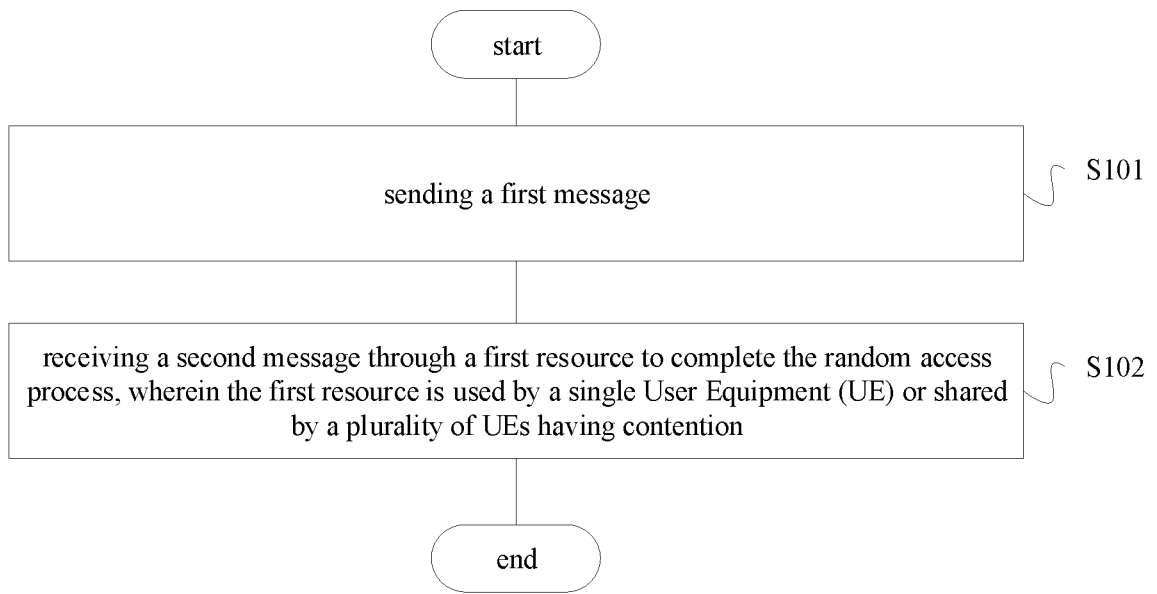 start
sending a first message
S101
receiving a second message through a first resource to complete the random access
process, wherein the first resource is used by a single User Equipment (UE) or shared
by a plurality of UEs having contention
S102
end